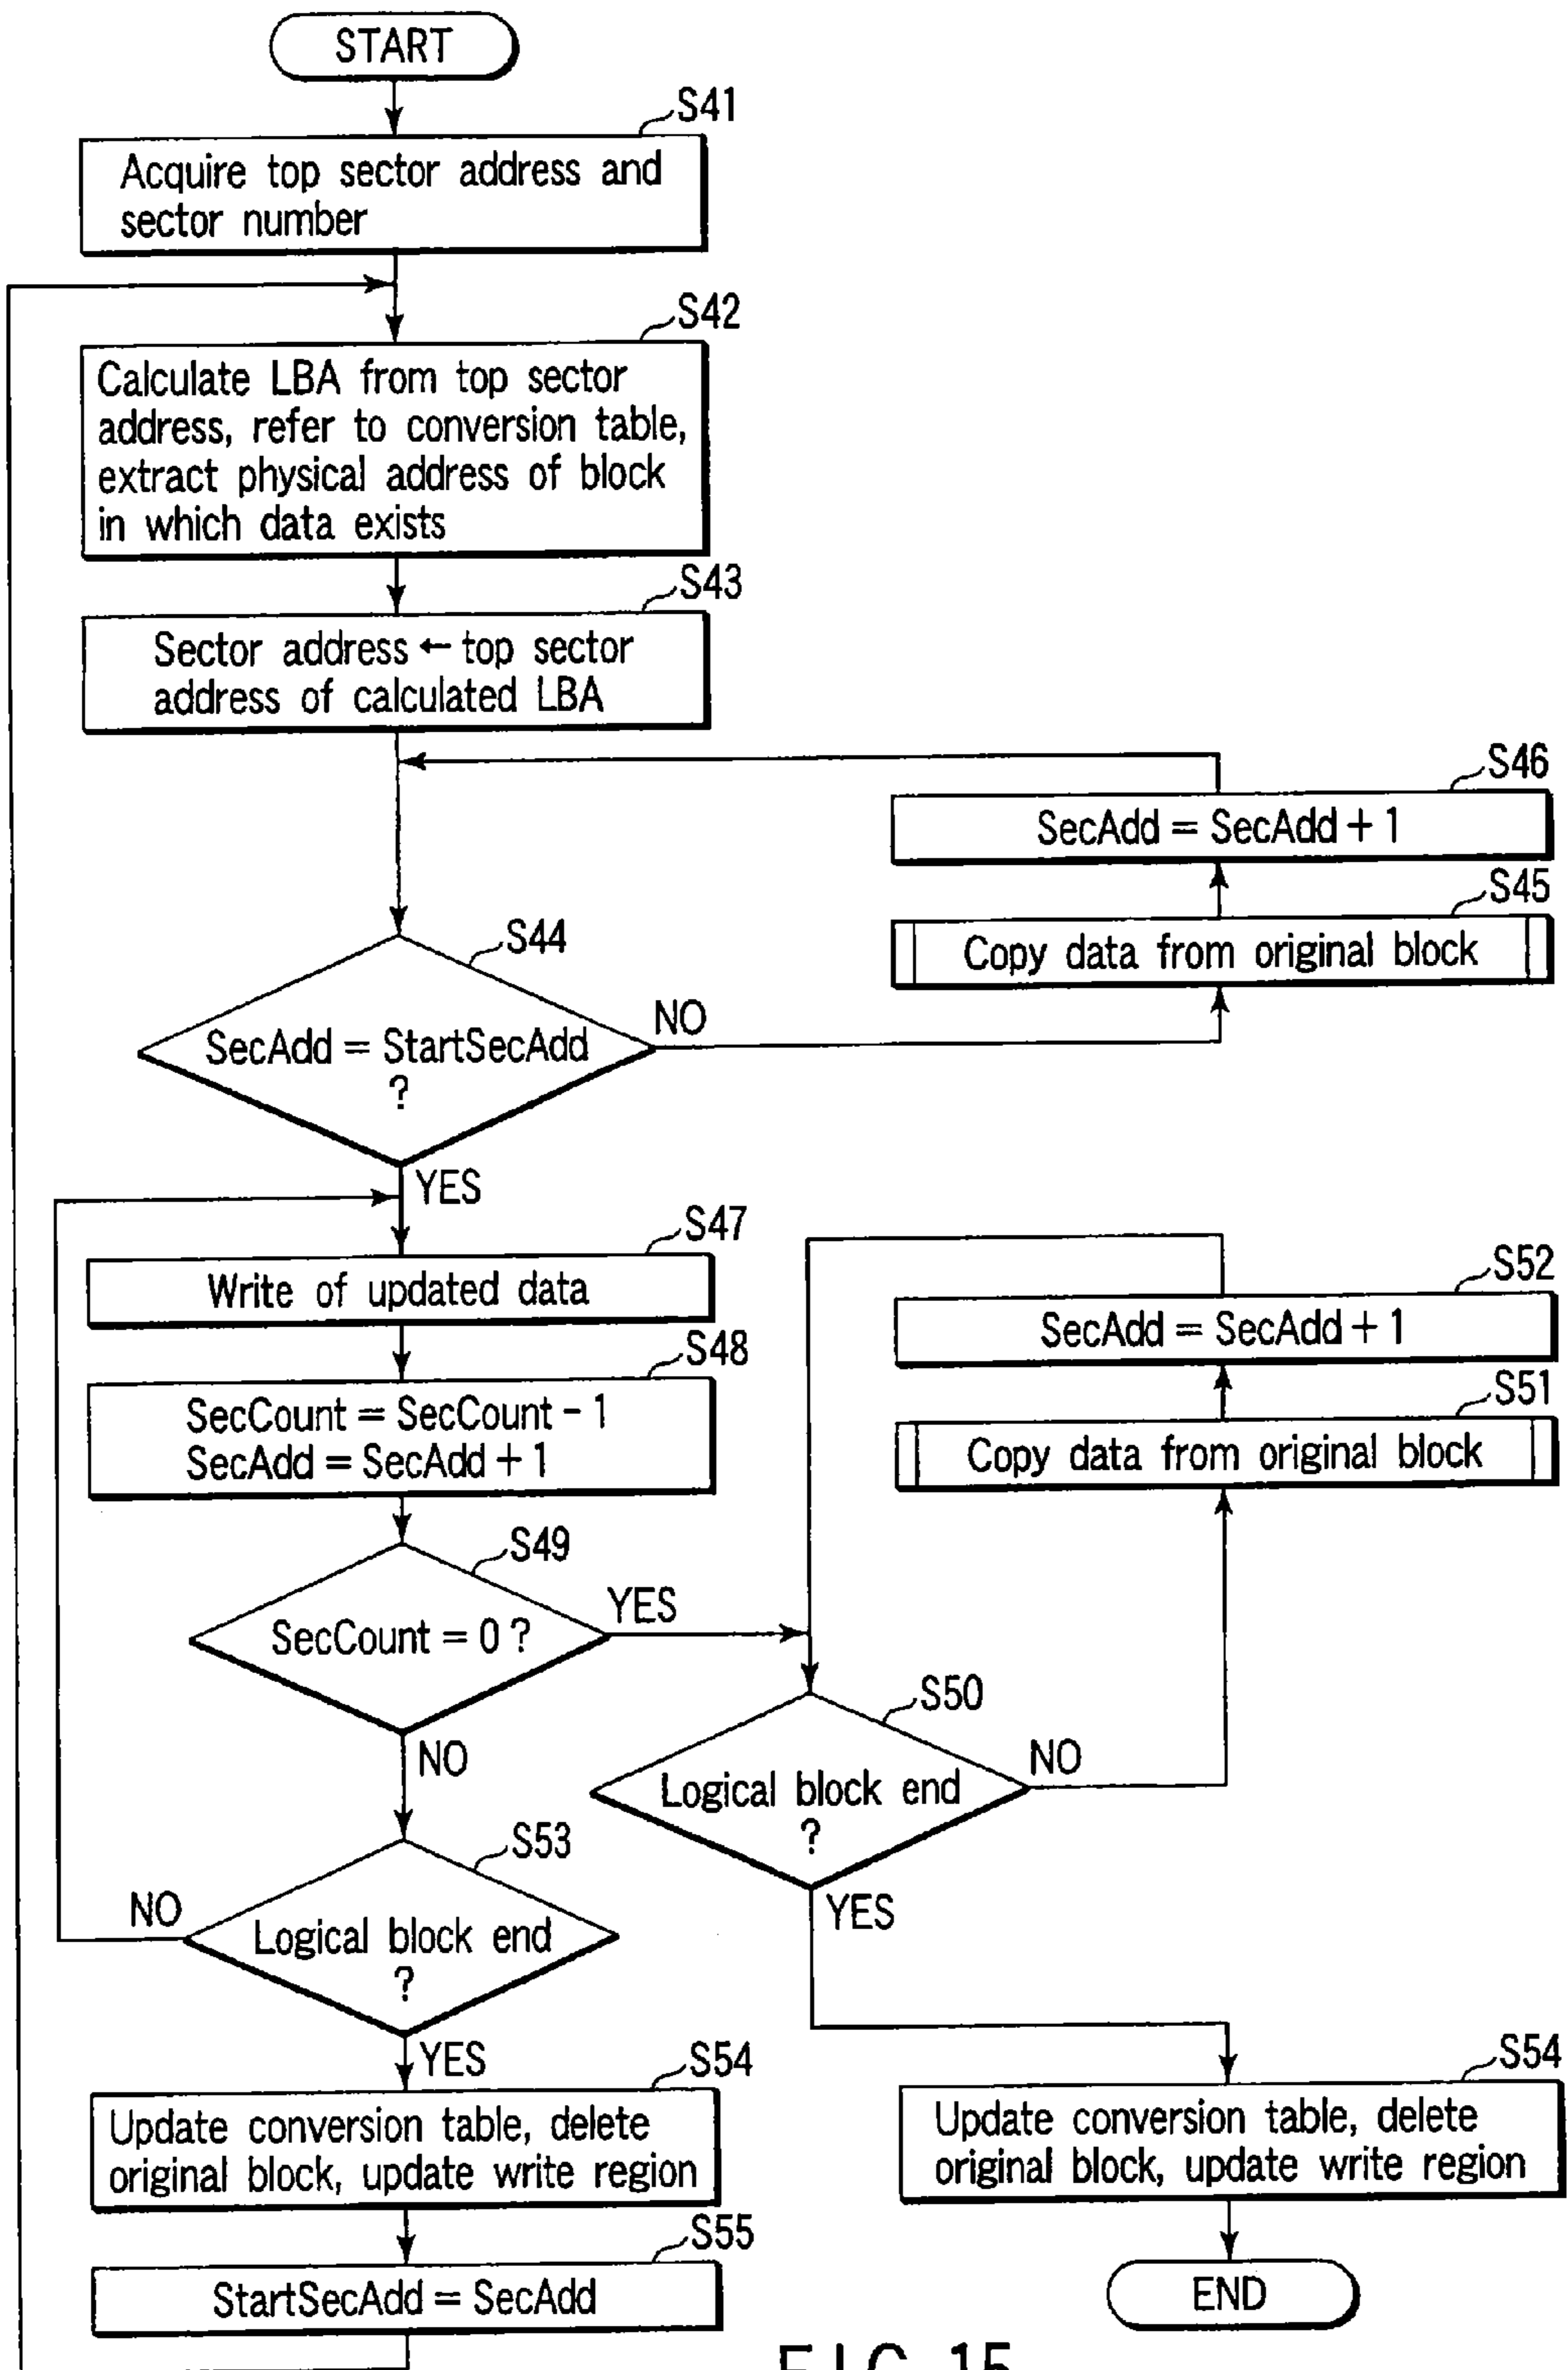 START
S41
Acquire top sector address and
sector number
S42
Calculate LBA from top sector
address, refer to conversion table,
extract physical address of block
in which data exists
S43
Sector address ← top sector
address of calculated LBA
S46
SecAdd = SecAdd + 1
S45
Copy data from original block
S44
SecAdd = StartSecAdd
?
NO
YES
S47
Write of updated data
S48
SecCount = SecCount - 1
SecAdd = SecAdd + 1
S52
SecAdd = SecAdd + 1
S51
Copy data from original block
S49
SecCount = 0 ?
YES
NO
S50
Logical block end
?
NO
YES
S53
Logical block end
?
NO
YES
S54
Update conversion table, delete
original block, update write region
S54
Update conversion table, delete
original block, update write region
S55
StartSecAdd = SecAdd
END
FIG. 15